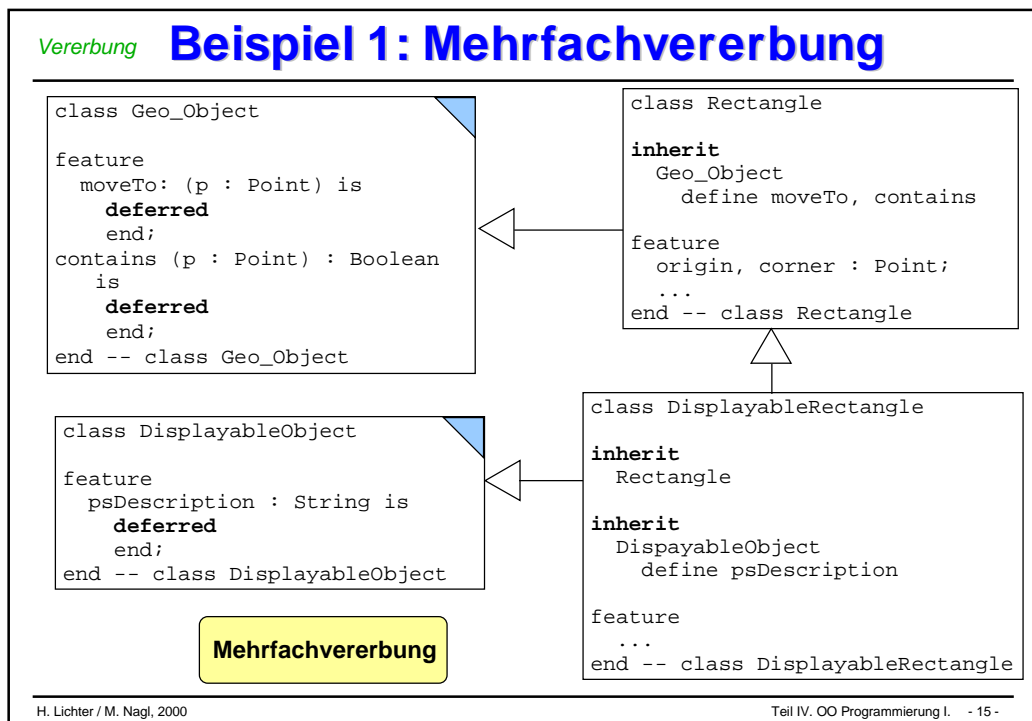 Vererbung Beispiel 1: Mehrfachvererbung
class Geo_Object
feature
moveTo: (p : Point) is
deferred
end;
contains (p : Point) : Boolean
is
deferred
end;
end -- class Geo_Object
class Rectangle
inherit
Geo_Object
define moveTo, contains
feature
origin, corner : Point;
...
end -- class Rectangle
class DisplayableObject
feature
psDescription : String is
deferred
end;
end -- class DisplayableObject
class DisplayableRectangle
inherit
Rectangle
inherit
DispayableObject
define psDescription
feature
...
end -- class DisplayableRectangle
Mehrfachvererbung
H. Lichter / M. Nagl, 2000 Teil IV. OO Programmierung I. - 15 -